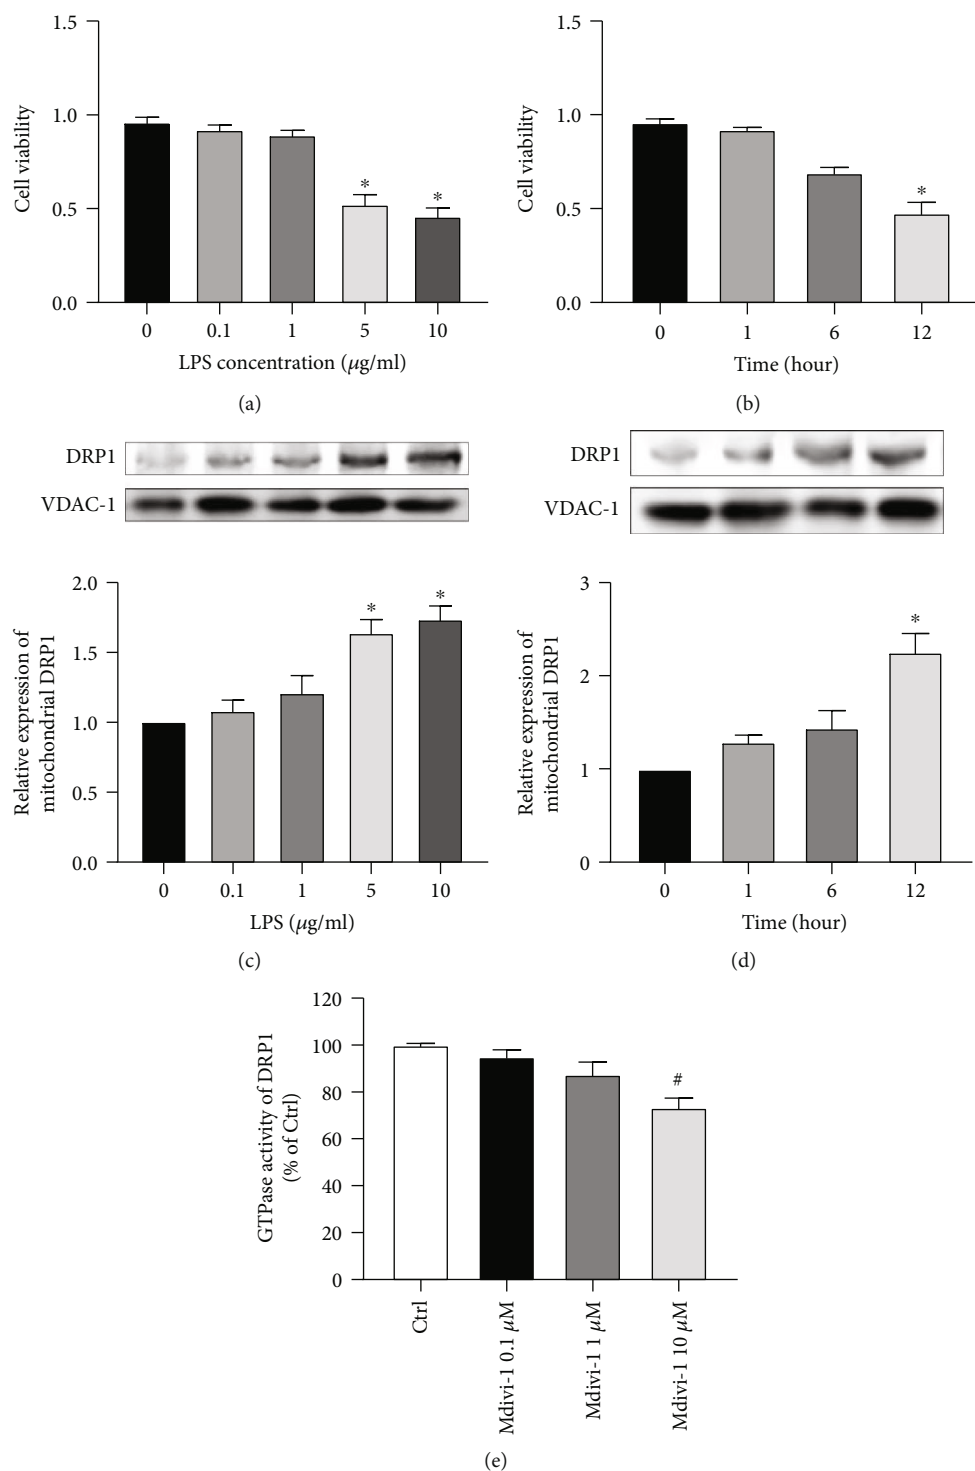 1.5
1.0
0.5
0.0
Cell viability
*
*
0
0.1
1
5
10
LPS concentration (μg/ml)
(a)
1.5
1.0
0.5
0.0
Cell viability
*
0
1
6
12
Time (hour)
(b)
DRP1
VDAC-1
2.0
1.5
1.0
0.5
0.0
Relative expression of
mitochondrial DRP1
*
*
0
0.1
1
5
10
LPS (μg/ml)
(c)
DRP1
VDAC-1
3
2
1
0
Relative expression of
mitochondrial DRP1
*
0
1
6
12
Time (hour)
(d)
120
100
80
60
40
20
0
GTPase activity of DRP1
(% of Ctrl)
#
Ctrl
Mdivi-1 0.1 μM
Mdivi-1 1 μM
Mdivi-1 10 μM
(e)